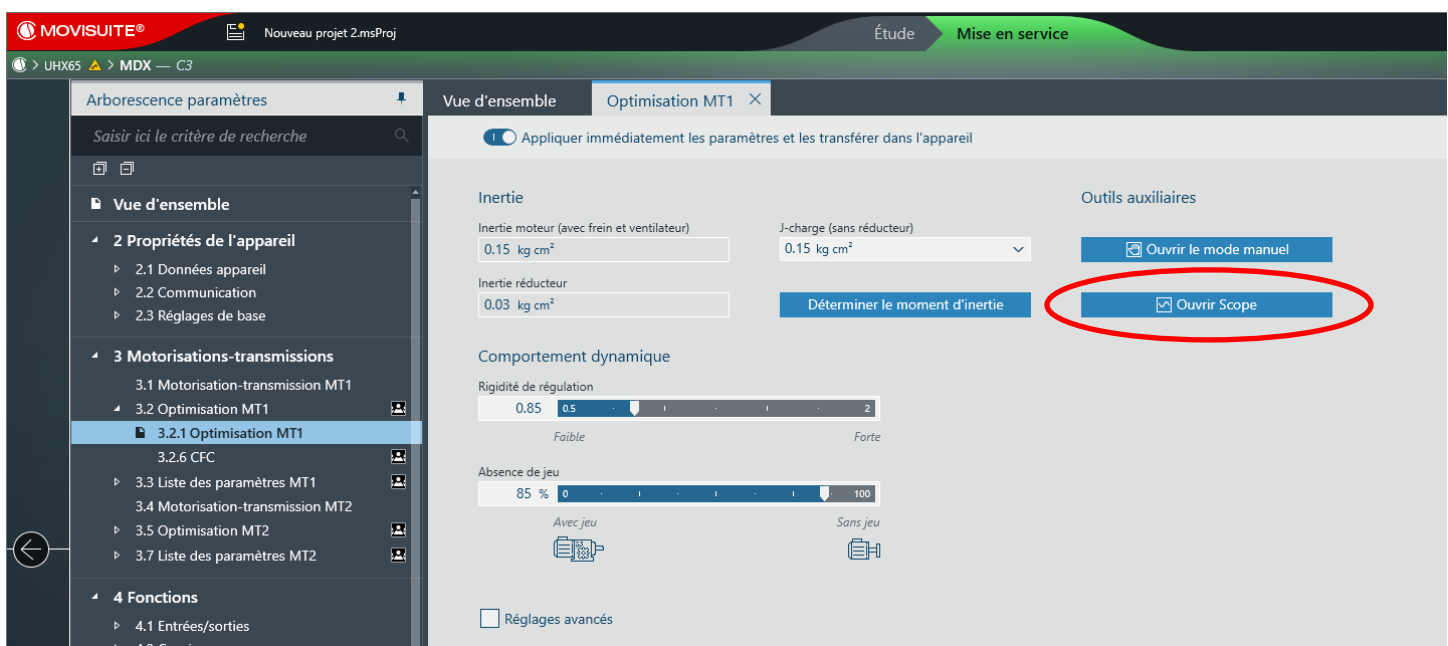 MOVISUITE®
Nouveau projet 2.msProj
Étude
Mise en service
> UHX65 > MDX — C3
Arborescence paramètres
Saisir ici le critère de recherche
Vue d'ensemble
2 Propriétés de l'appareil
2.1 Données appareil
2.2 Communication
2.3 Réglages de base
3 Motorisations-transmissions
3.1 Motorisation-transmission MT1
3.2 Optimisation MT1
3.2.1 Optimisation MT1
3.2.6 CFC
3.3 Liste des paramètres MT1
3.4 Motorisation-transmission MT2
3.5 Optimisation MT2
3.7 Liste des paramètres MT2
4 Fonctions
4.1 Entrées/sorties
Vue d'ensemble
Optimisation MT1
Appliquer immédiatement les paramètres et les transférer dans l'appareil
Inertie
Inertie moteur (avec frein et ventilateur)
0.15 kg cm²
J-charge (sans réducteur)
0.15 kg cm²
Inertie réducteur
0.03 kg cm²
Déterminer le moment d'inertie
Outils auxiliaires
Ouvrir le mode manuel
Ouvrir Scope
Comportement dynamique
Rigidité de régulation
0.85 0.5 2
Faible Forte
Absence de jeu
85 % 0 100
Avec jeu Sans jeu
Réglages avancés